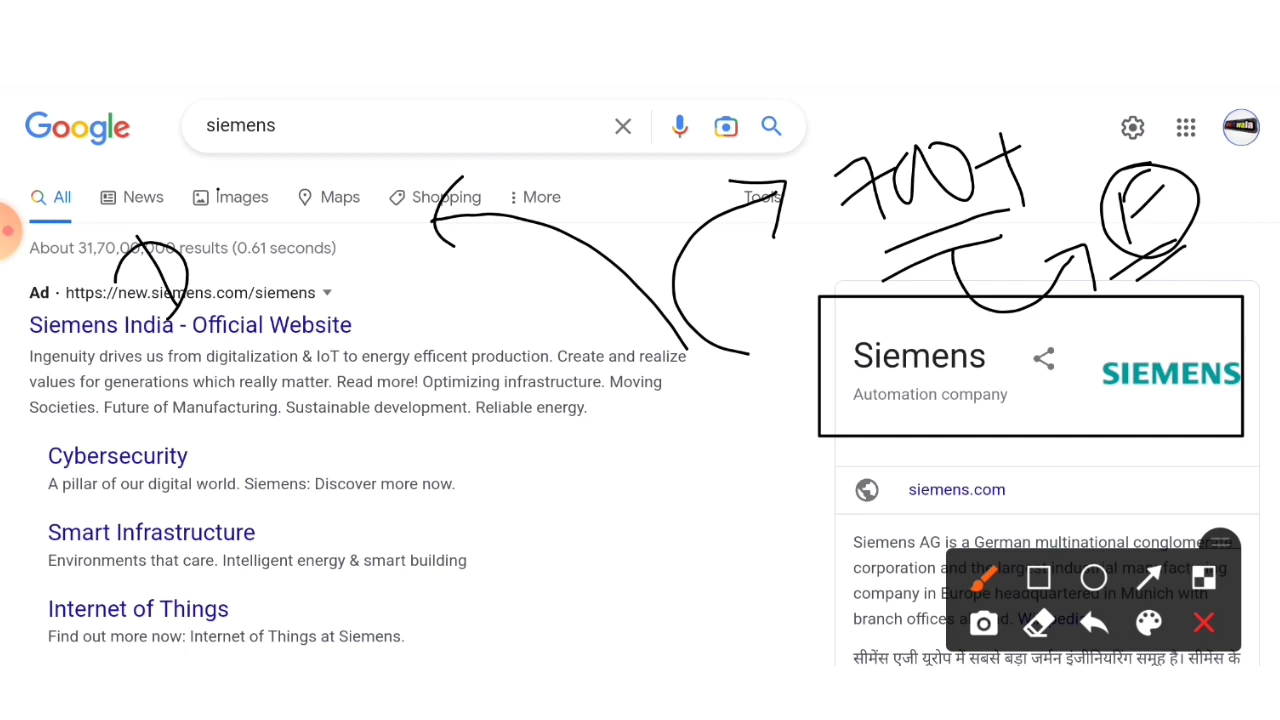 Google
siemens
All News Images Maps Shopping More Tools
700+
F
About 31,70,00,000 results (0.61 seconds)
Ad · https://new.siemens.com/siemens
Siemens India - Official Website
Ingenuity drives us from digitalization & IoT to energy efficent production. Create and realize
values for generations which really matter. Read more! Optimizing infrastructure. Moving
Societies. Future of Manufacturing. Sustainable development. Reliable energy.
Cybersecurity
A pillar of our digital world. Siemens: Discover more now.
Smart Infrastructure
Environments that care. Intelligent energy & smart building
Internet of Things
Find out more now: Internet of Things at Siemens.
Siemens
Automation company
SIEMENS
siemens.com
Siemens AG is a German multinational conglomerate
corporation and the largest industrial manufacturing
company in Europe headquartered in Munich with
branch offices abroad. Wikipedia
सीमेंस एजी यूरोप में सबसे बड़ा जर्मन इंजीनियरिंग समूह है। सीमेंस के